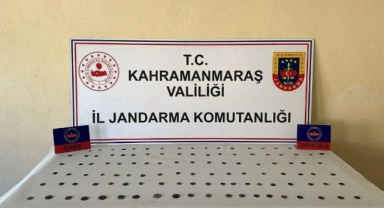 T.C.
KAHRAMANMARAŞ
VALİLİĞİ
İL JANDARMA KOMUTANLIĞI